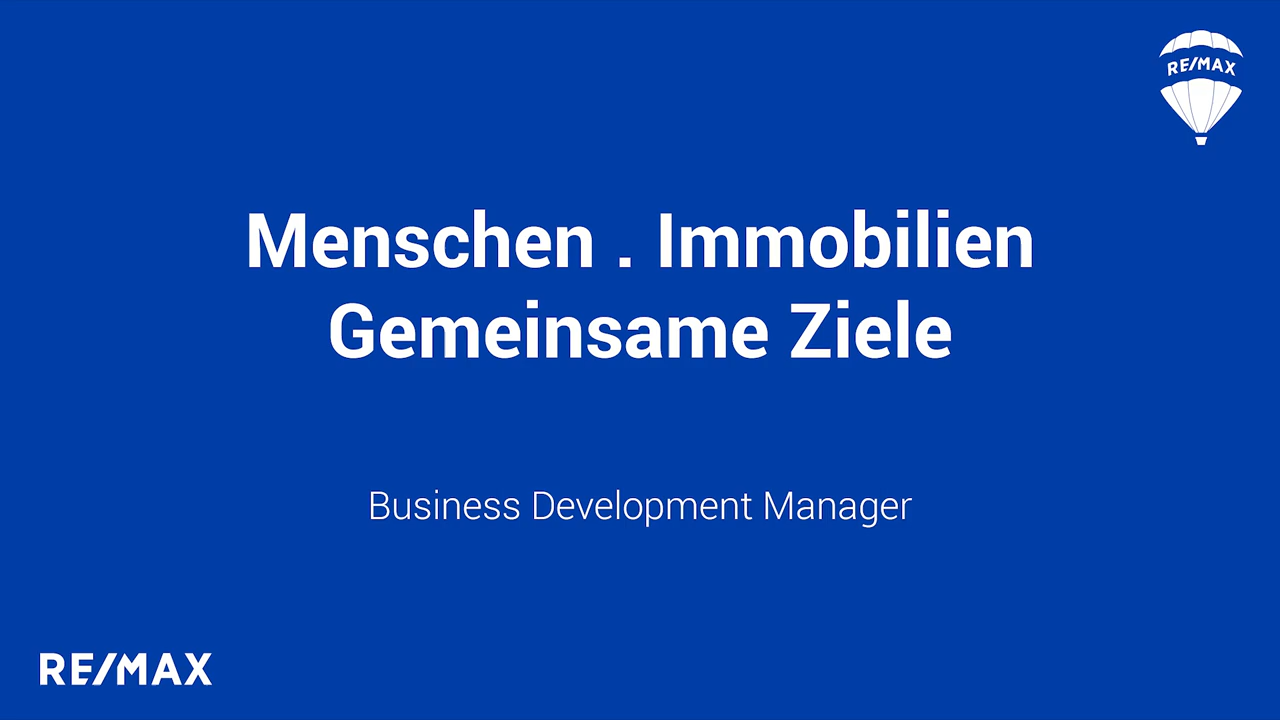 RE/MAX
Menschen . Immobilien
Gemeinsame Ziele
Business Development Manager
RE/MAX